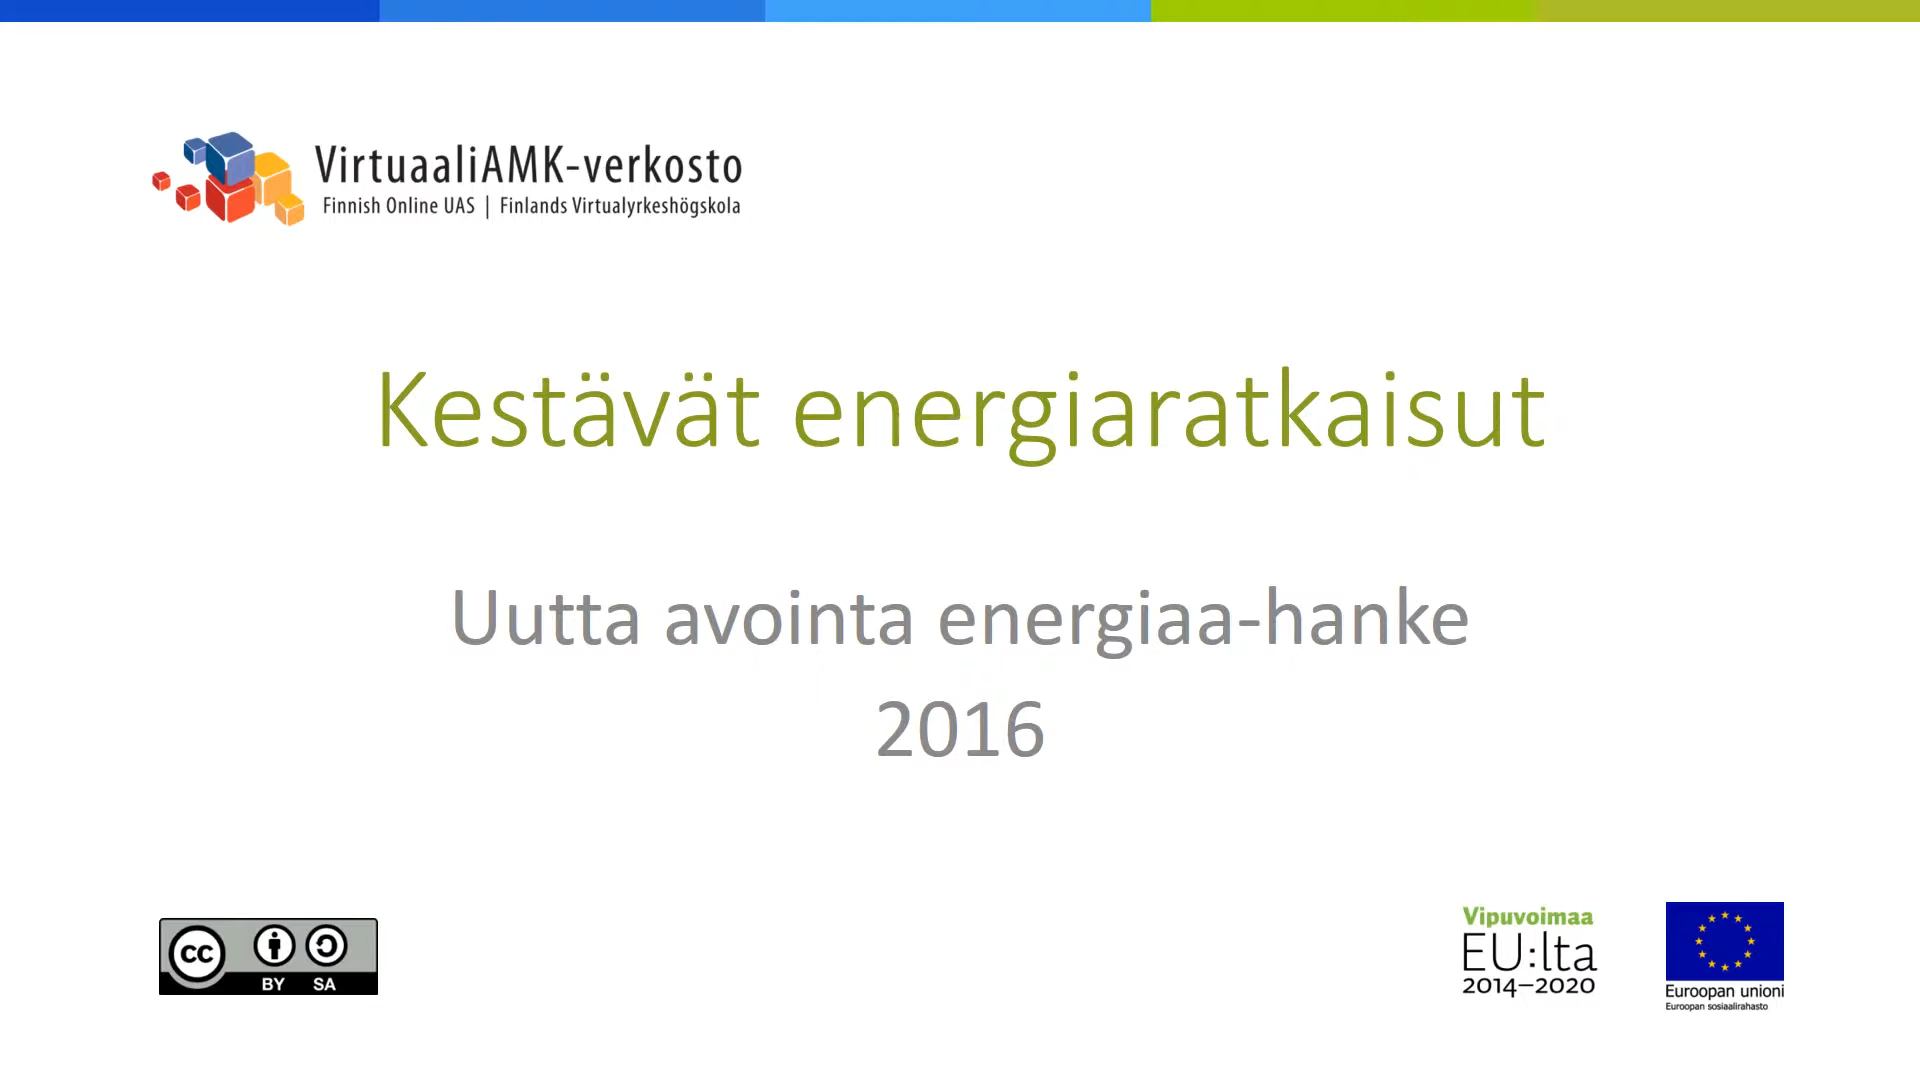 VirtuaaliAMK-verkosto
Finnish Online UAS | Finlands Virtualyrkeshögskola
Kestävät energiaratkaisut
Uutta avointa energiaa-hanke
2016
cc
BY SA
Vipuvoimaa
EU:lta
2014–2020
Euroopan unioni
Euroopan sosiaalirahasto